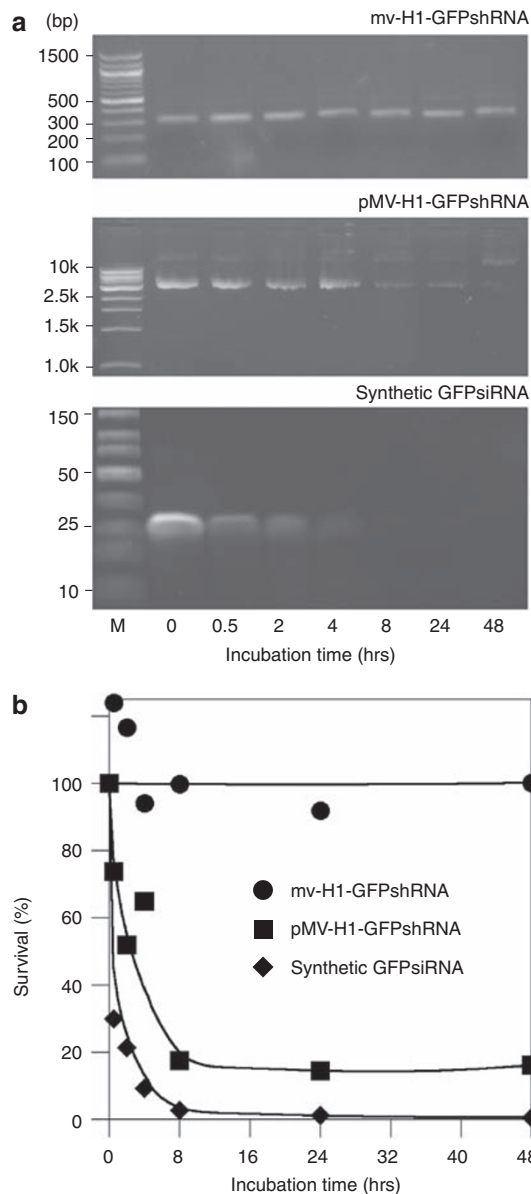 a (bp) mv-H1-GFPshRNA
1500
500
300
200
100
pMV-H1-GFPshRNA
10k
2.5k
1.5k
1.0k
Synthetic GFPsiRNA
150
50
25
10
M 0 0.5 2 4 8 24 48
Incubation time (hrs)
b
100
80
60
40
20
0
Survival (%)
mv-H1-GFPshRNA
pMV-H1-GFPshRNA
Synthetic GFPsiRNA
0 8 16 24 32 40 48
Incubation time (hrs)